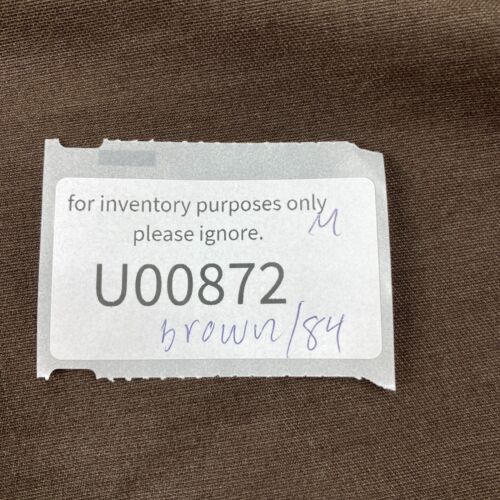 for inventory purposes only
M
please ignore.
U00872
brown/84